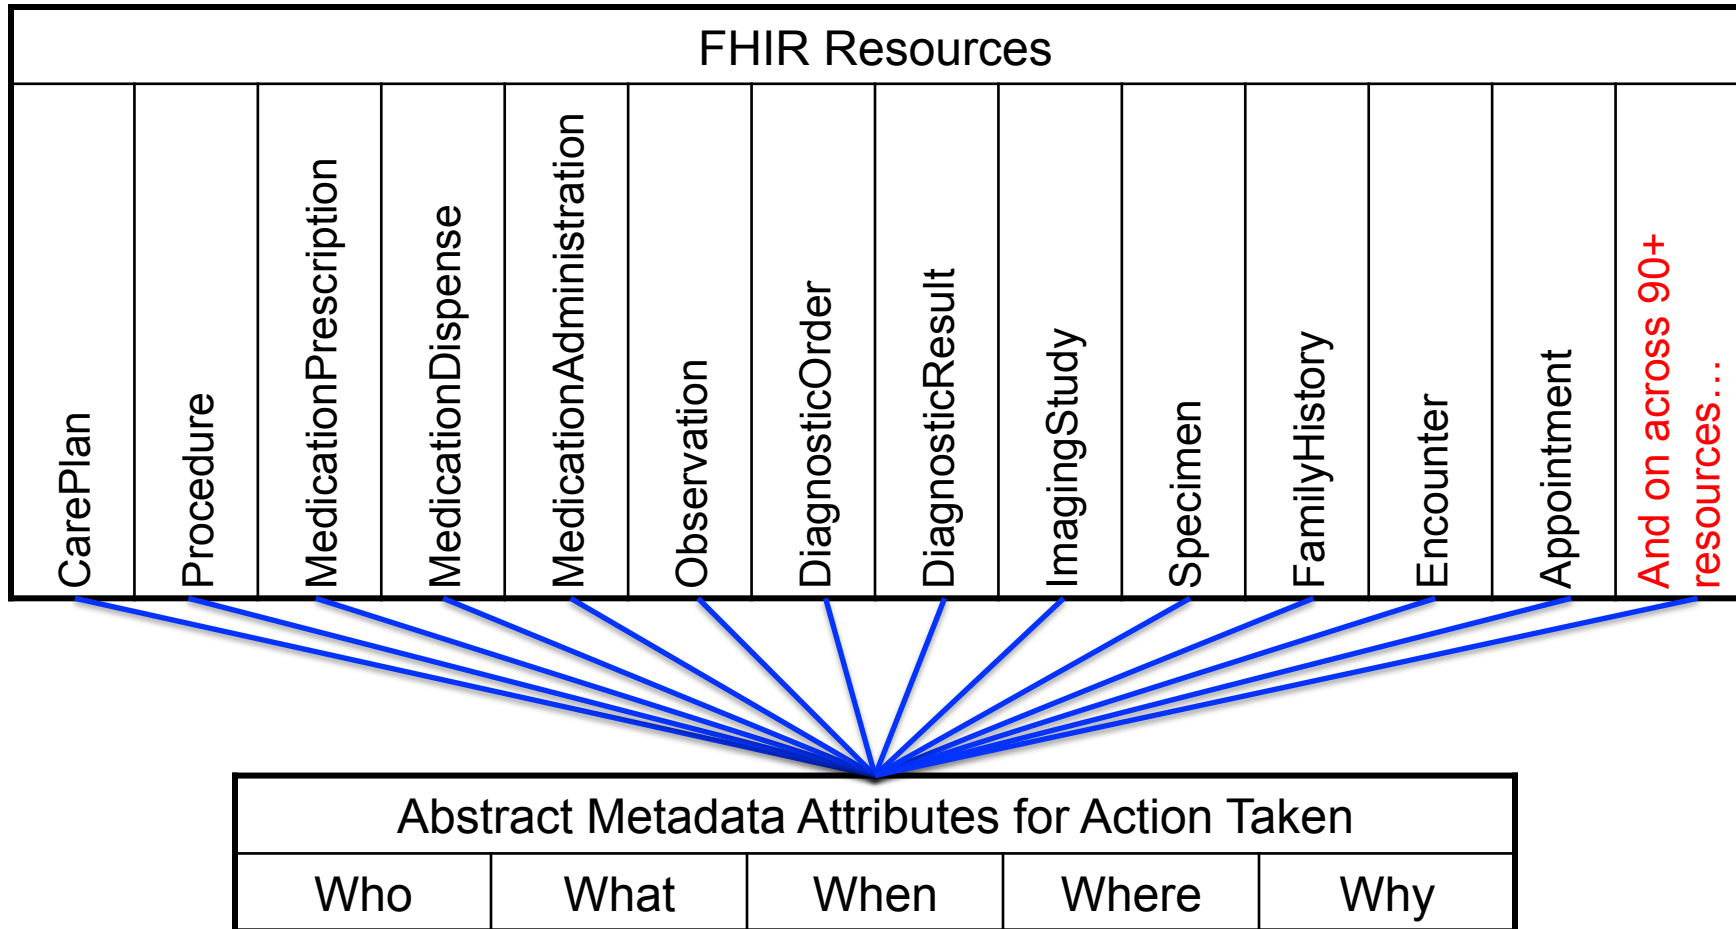 FHIR Resources
CarePlan
Procedure
MedicationPrescription
MedicationDispense
MedicationAdministration
Observation
DiagnosticOrder
DiagnosticResult
ImagingStudy
Specimen
FamilyHistory
Encounter
Appointment
And on across 90+
resources…
Abstract Metadata Attributes for Action Taken
Who What When Where Why